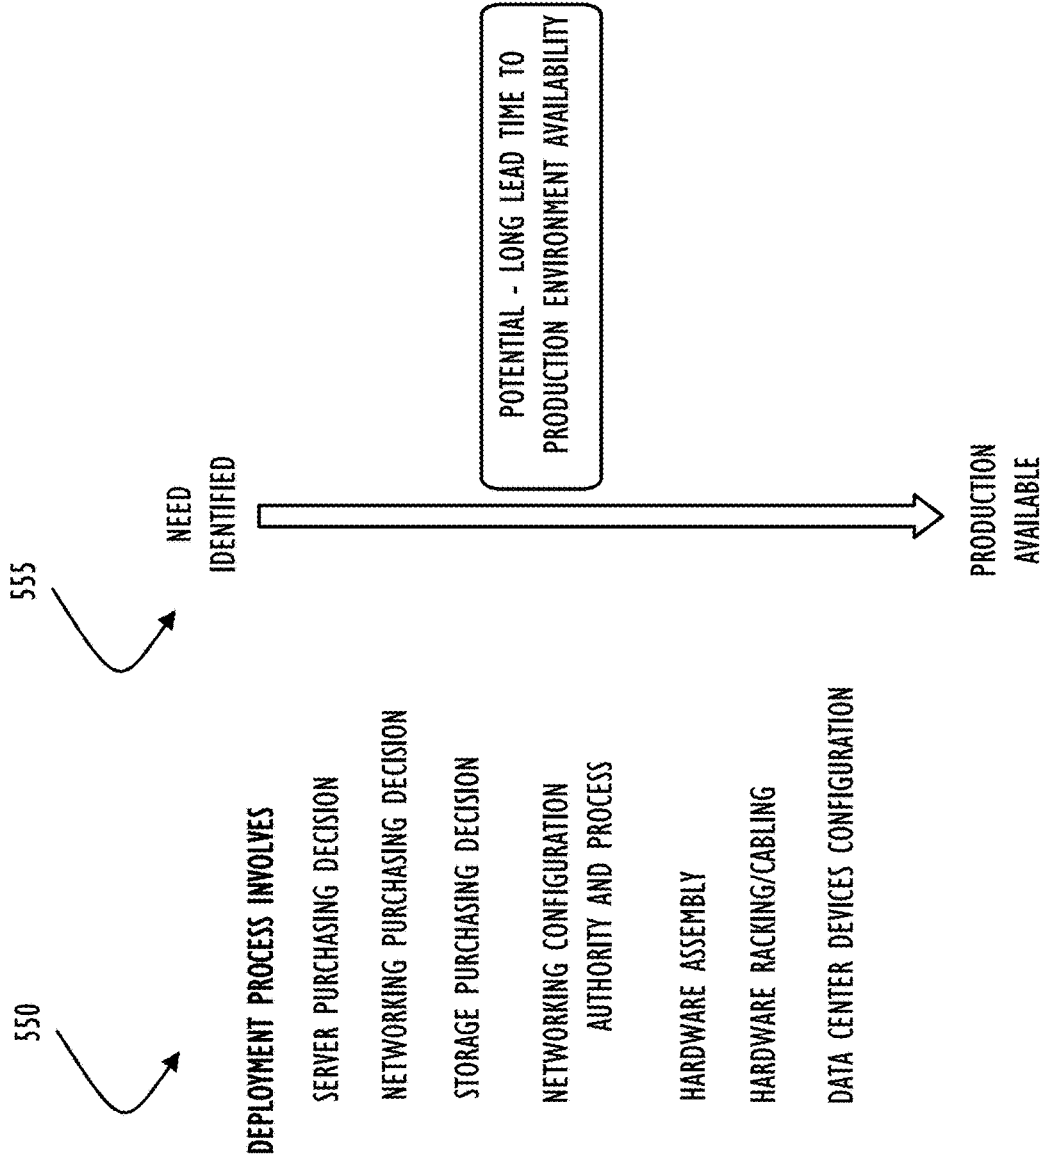 550
DEPLOYMENT PROCESS INVOLVES
SERVER PURCHASING DECISION
NETWORKING PURCHASING DECISION
STORAGE PURCHASING DECISION
NETWORKING CONFIGURATION
AUTHORITY AND PROCESS
HARDWARE ASSEMBLY
HARDWARE RACKING/CABLING
DATA CENTER DEVICES CONFIGURATION
555
NEED
IDENTIFIED
POTENTIAL - LONG LEAD TIME TO
PRODUCTION ENVIRONMENT AVAILABILITY
PRODUCTION
AVAILABLE